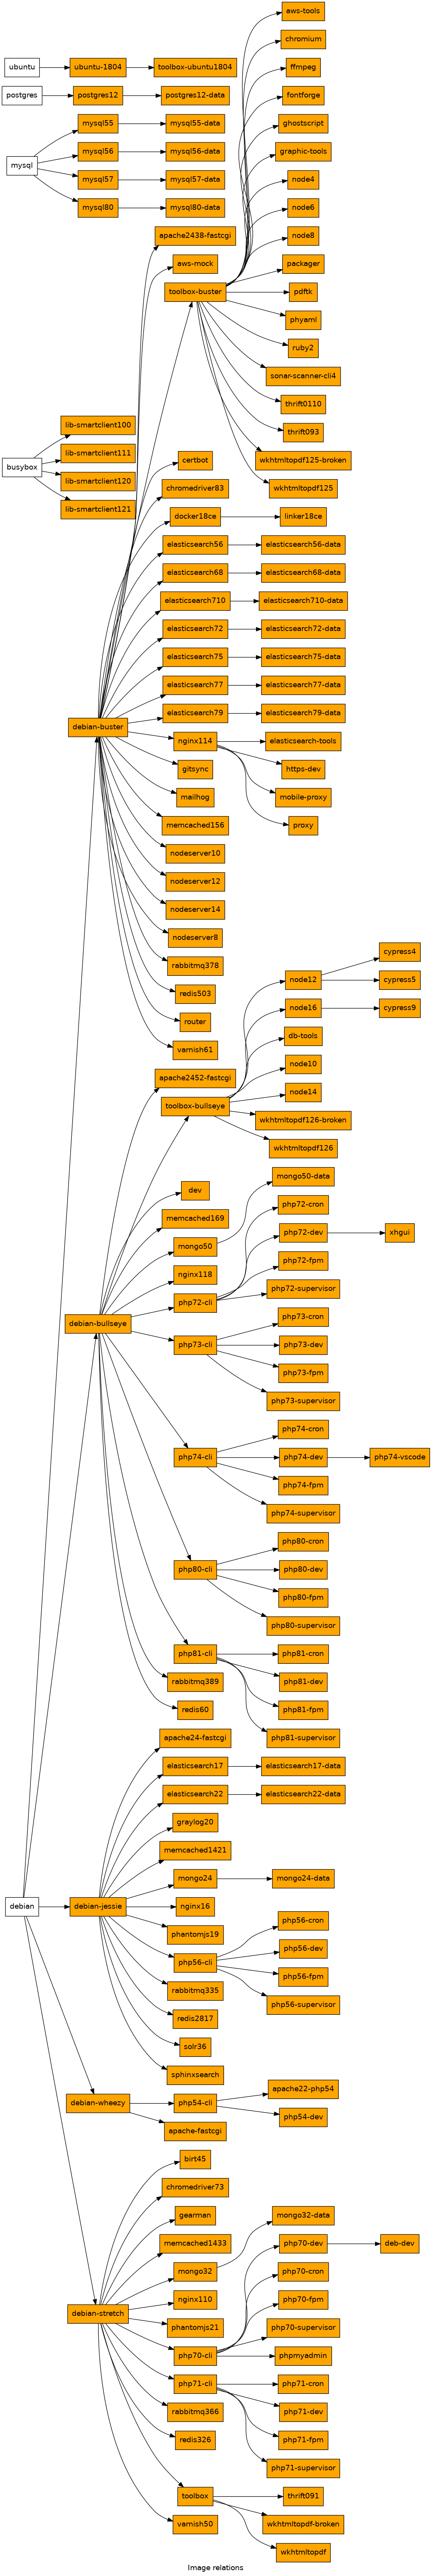 aws-tools
chromium
ubuntu
ubuntu-1804
toolbox-ubuntu1804
ffmpeg
postgres
postgres12
postgres12-data
fontforge
mysql55
mysql55-data
ghostscript
mysql
mysql56
mysql56-data
graphic-tools
mysql57
mysql57-data
node4
mysql80
mysql80-data
node6
apache2438-fastcgi
node8
aws-mock
packager
toolbox-buster
pdftk
phyaml
ruby2
sonar-scanner-cli4
thrift0110
lib-smartclient100
thrift093
busybox
lib-smartclient111
certbot
wkhtmltopdf125-broken
lib-smartclient120
chromedriver83
wkhtmltopdf125
lib-smartclient121
docker18ce
linker18ce
elasticsearch56
elasticsearch56-data
elasticsearch68
elasticsearch68-data
elasticsearch710
elasticsearch710-data
elasticsearch72
elasticsearch72-data
elasticsearch75
elasticsearch75-data
elasticsearch77
elasticsearch77-data
elasticsearch79
elasticsearch79-data
debian-buster
nginx114
elasticsearch-tools
gitsync
https-dev
mailhog
mobile-proxy
memcached156
proxy
nodeserver10
nodeserver12
nodeserver14
nodeserver8
rabbitmq378
redis503
router
varnish61
cypress4
node12
cypress5
node16
cypress9
db-tools
node10
apache2452-fastcgi
node14
toolbox-bullseye
wkhtmltopdf126-broken
wkhtmltopdf126
mongo50-data
dev
php72-cron
memcached169
php72-dev
xhgui
mongo50
php72-fpm
nginx118
php72-supervisor
php72-cli
php73-cron
debian-bullseye
php73-cli
php73-dev
php73-fpm
php73-supervisor
php74-cron
php74-cli
php74-dev
php74-vscode
php74-fpm
php74-supervisor
php80-cron
php80-cli
php80-dev
php80-fpm
php80-supervisor
php81-cli
php81-cron
rabbitmq389
php81-dev
redis60
php81-fpm
php81-supervisor
apache24-fastcgi
elasticsearch17
elasticsearch17-data
elasticsearch22
elasticsearch22-data
graylog20
memcached1421
mongo24
mongo24-data
debian
debian-jessie
nginx16
php56-cron
phantomjs19
php56-dev
php56-cli
php56-fpm
rabbitmq335
php56-supervisor
redis2817
solr36
sphinxsearch
apache22-php54
debian-wheezy
php54-cli
php54-dev
apache-fastcgi
birt45
chromedriver73
gearman
mongo32-data
memcached1433
php70-dev
deb-dev
mongo32
php70-cron
nginx110
php70-fpm
debian-stretch
phantomjs21
php70-supervisor
php70-cli
phpmyadmin
php71-cli
php71-cron
rabbitmq366
php71-dev
redis326
php71-fpm
php71-supervisor
toolbox
thrift091
varnish50
wkhtmltopdf-broken
wkhtmltopdf
Image relations